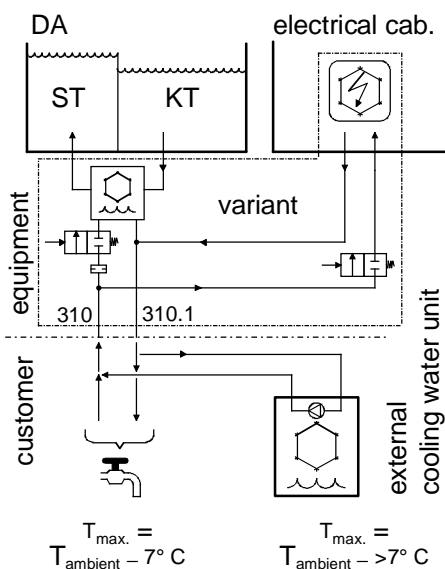 DA
electrical cab.
ST
KT
variant
equipment
310
310.1
customer
external
cooling water unit
Tmax. =
Tambient – 7° C
Tmax. =
Tambient – >7° C